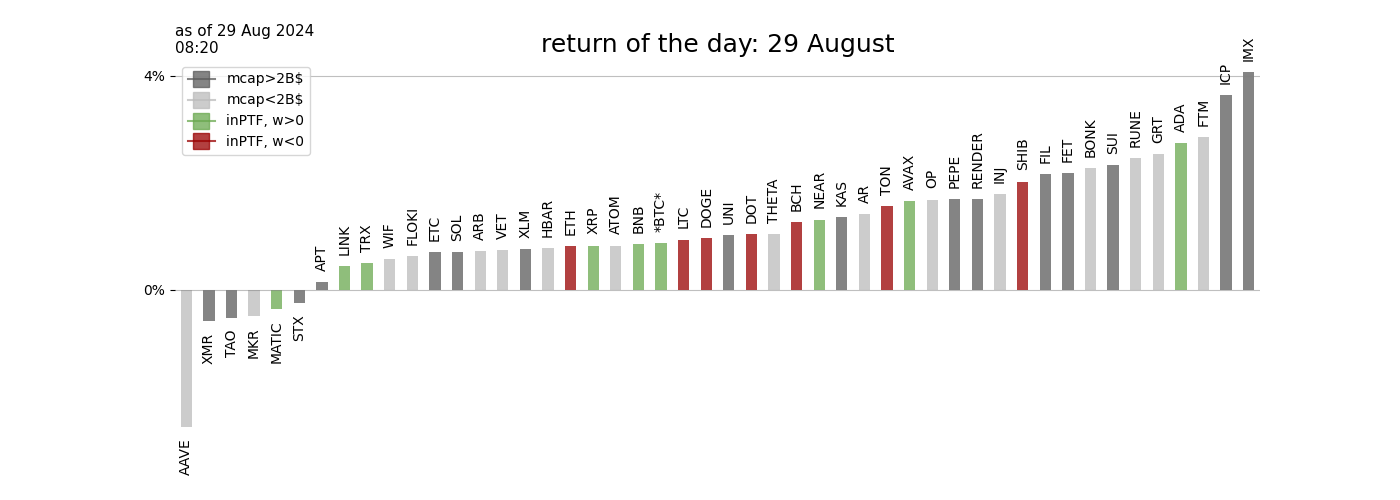 as of 29 Aug 2024
08:20
return of the day: 29 August
4%
0%
mcap>2B$
mcap<2B$
inPTF, w>0
inPTF, w<0
AAVE
XMR
TAO
MKR
MATIC
STX
APT
LINK
TRX
WIF
FLOKI
ETC
SOL
ARB
VET
XLM
HBAR
ETH
XRP
ATOM
BNB
*BTC*
LTC
DOGE
UNI
DOT
THETA
BCH
NEAR
KAS
AR
TON
AVAX
OP
PEPE
RENDER
INJ
SHIB
FIL
FET
BONK
SUI
RUNE
GRT
ADA
FTM
ICP
IMX